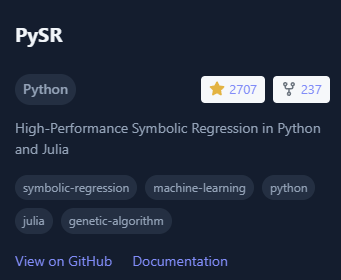 PySR
Python
2707 237
High-Performance Symbolic Regression in Python
and Julia
symbolic-regression machine-learning python
julia genetic-algorithm
View on GitHub Documentation